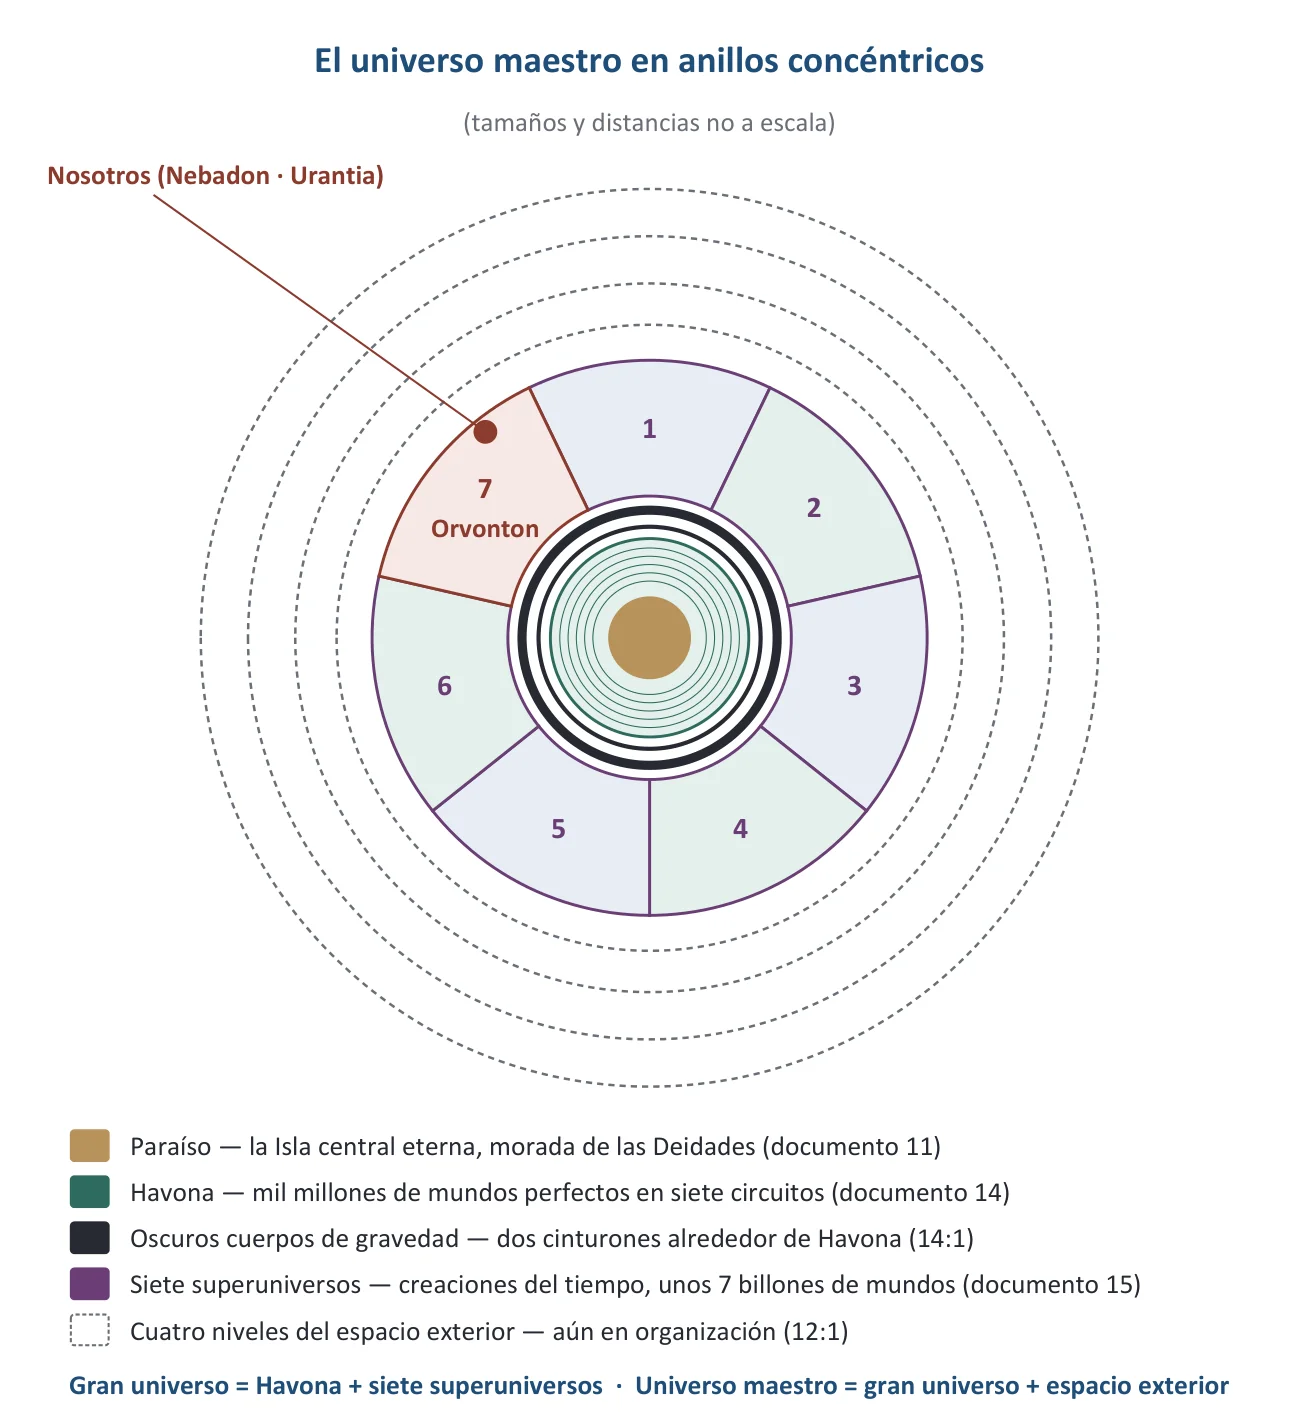 El universo maestro en anillos concéntricos
(tamaños y distancias no a escala)
Nosotros (Nebadon · Urantia)
1
2
7
Orvonton
6
3
5
4
Paraíso — la Isla central eterna, morada de las Deidades (documento 11)
Havona — mil millones de mundos perfectos en siete circuitos (documento 14)
Oscuros cuerpos de gravedad — dos cinturones alrededor de Havona (14:1)
Siete superuniversos — creaciones del tiempo, unos 7 billones de mundos (documento 15)
Cuatro niveles del espacio exterior — aún en organización (12:1)
Gran universo = Havona + siete superuniversos · Universo maestro = gran universo + espacio exterior